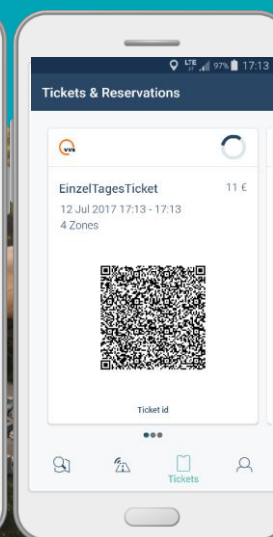 LTE 97% 17:13
Tickets & Reservations
vvs
EinzelTagesTicket 11 €
12 Jul 2017 17:13 - 17:13
4 Zones
Ticket id
Tickets